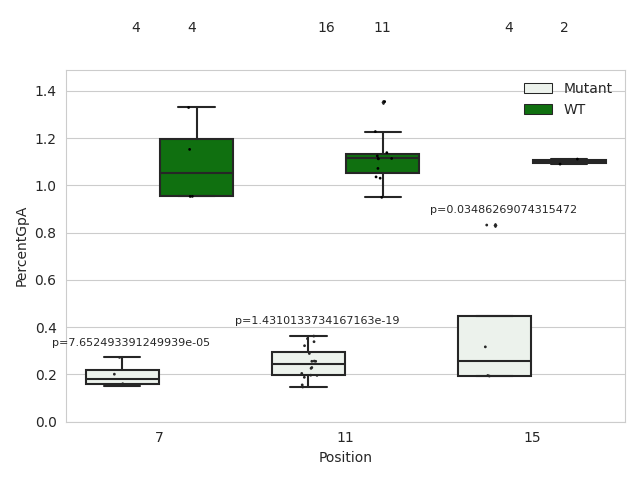 4 4 16 11 4 2
Mutant
WT
PercentGpA
1.4
1.2
1.0
0.8
0.6
0.4
0.2
0.0
p=0.03486269074315472
p=1.4310133734167163e-19
p=7.652493391249939e-05
7 11 15
Position